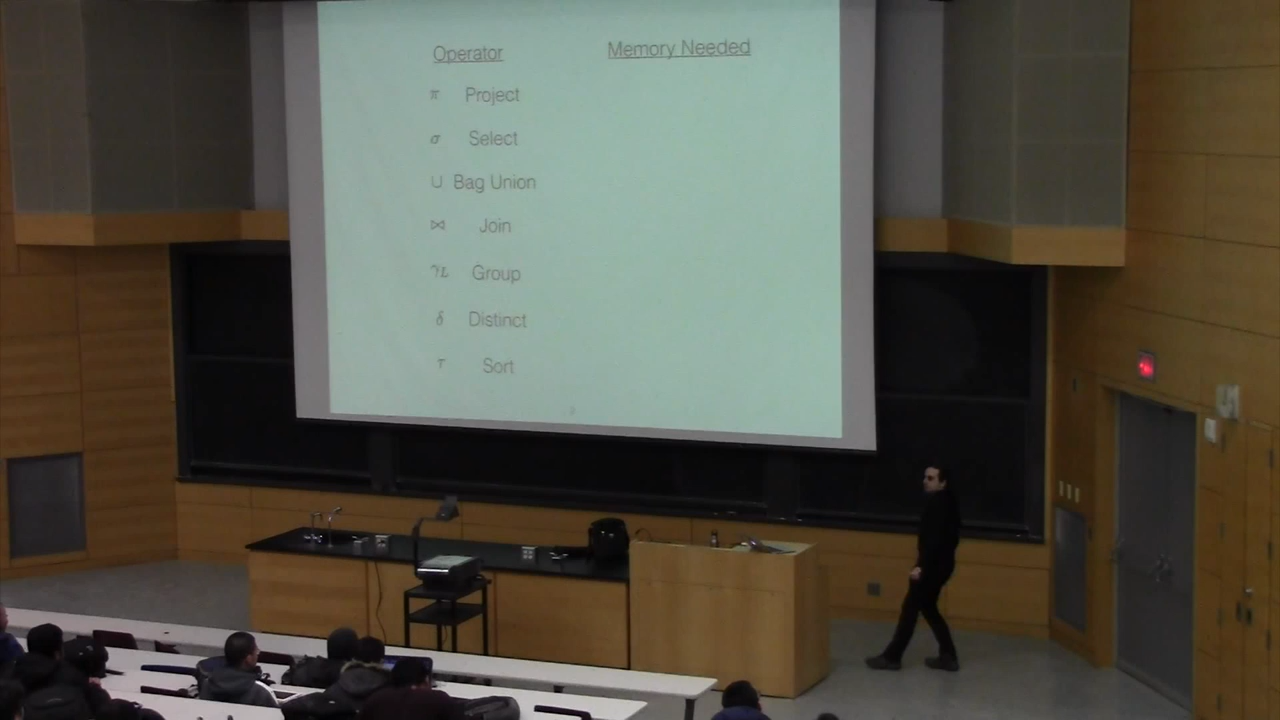 Operator Memory Needed
π Project
σ Select
∪ Bag Union
⋈ Join
γL Group
δ Distinct
τ Sort